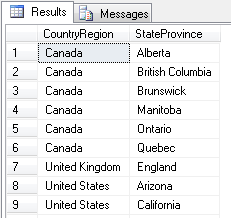 Results Messages
CountryRegion StateProvince
1 Canada Alberta
2 Canada British Columbia
3 Canada Brunswick
4 Canada Manitoba
5 Canada Ontario
6 Canada Quebec
7 United Kingdom England
8 United States Arizona
9 United States California